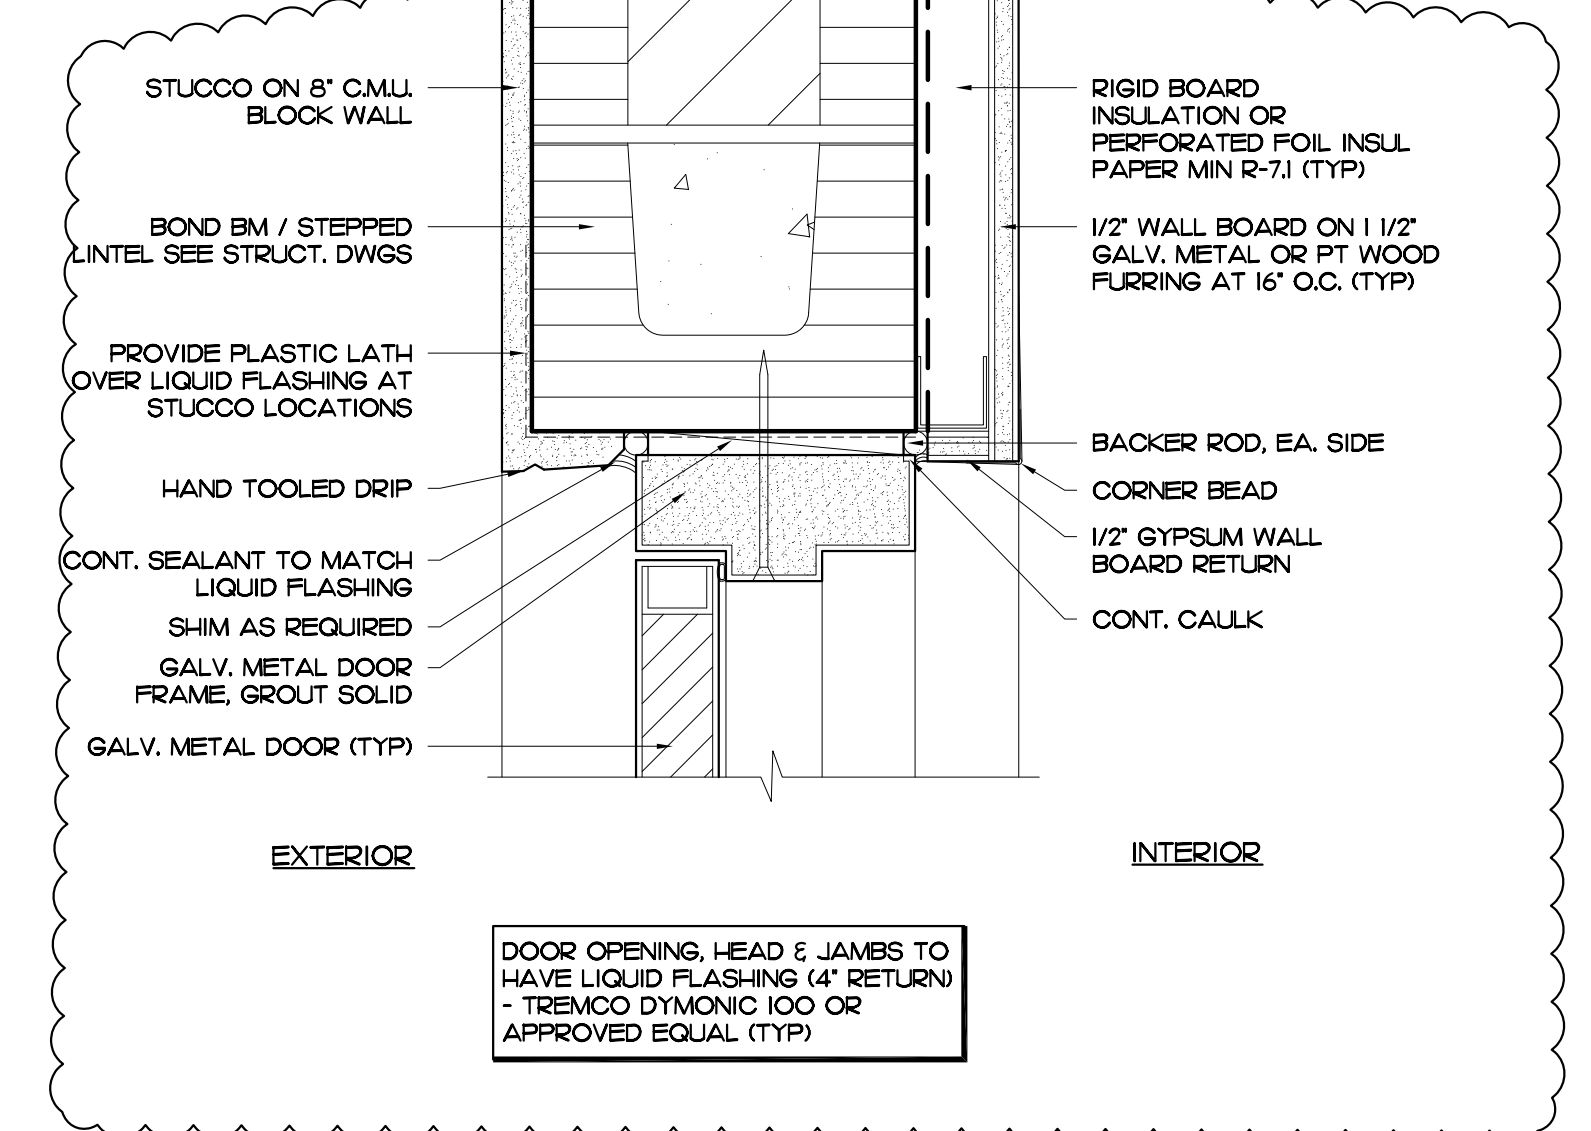 STUCCO ON 8" C.M.U.
BLOCK WALL
BOND BM / STEPPED
LINTEL SEE STRUCT. DWGS
PROVIDE PLASTIC LATH
OVER LIQUID FLASHING AT
STUCCO LOCATIONS
HAND TOOLED DRIP
CONT. SEALANT TO MATCH
LIQUID FLASHING
SHIM AS REQUIRED
GALV. METAL DOOR
FRAME, GROUT SOLID
GALV. METAL DOOR (TYP)
EXTERIOR
RIGID BOARD
INSULATION OR
PERFORATED FOIL INSUL
PAPER MIN R-7.1 (TYP)
1/2" WALL BOARD ON 1 1/2"
GALV. METAL OR PT WOOD
FURRING AT 16" O.C. (TYP)
BACKER ROD, EA. SIDE
CORNER BEAD
1/2" GYPSUM WALL
BOARD RETURN
CONT. CAULK
INTERIOR
DOOR OPENING, HEAD & JAMBS TO
HAVE LIQUID FLASHING (4" RETURN)
- TREMCO DYMONIC 100 OR
APPROVED EQUAL (TYP)